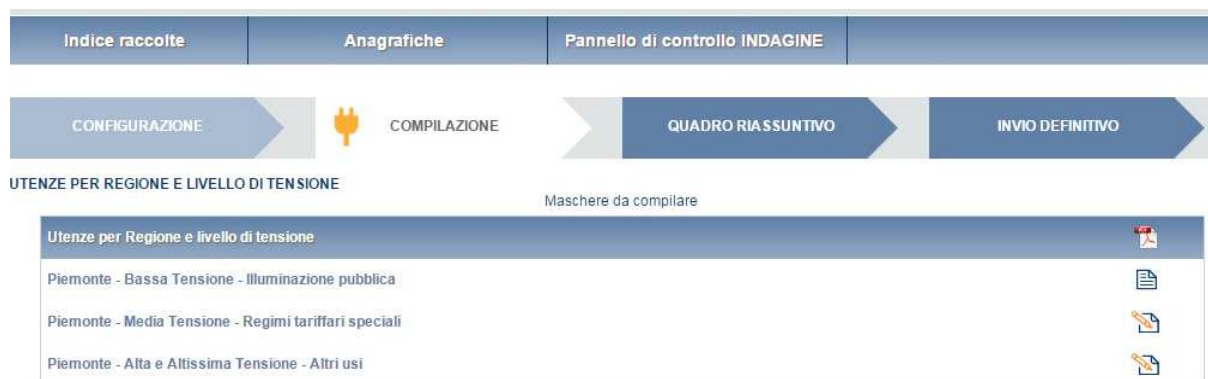 Indice raccolte Anagrafiche Pannello di controllo INDAGINE
CONFIGURAZIONE COMPILAZIONE QUADRO RIASSUNTIVO INVIO DEFINITIVO
UTENZE PER REGIONE E LIVELLO DI TENSIONE
Maschere da compilare
Utenze per Regione e livello di tensione
Piemonte - Bassa Tensione - Illuminazione pubblica
Piemonte - Media Tensione - Regimi tariffari speciali
Piemonte - Alta e Altissima Tensione - Altri usi